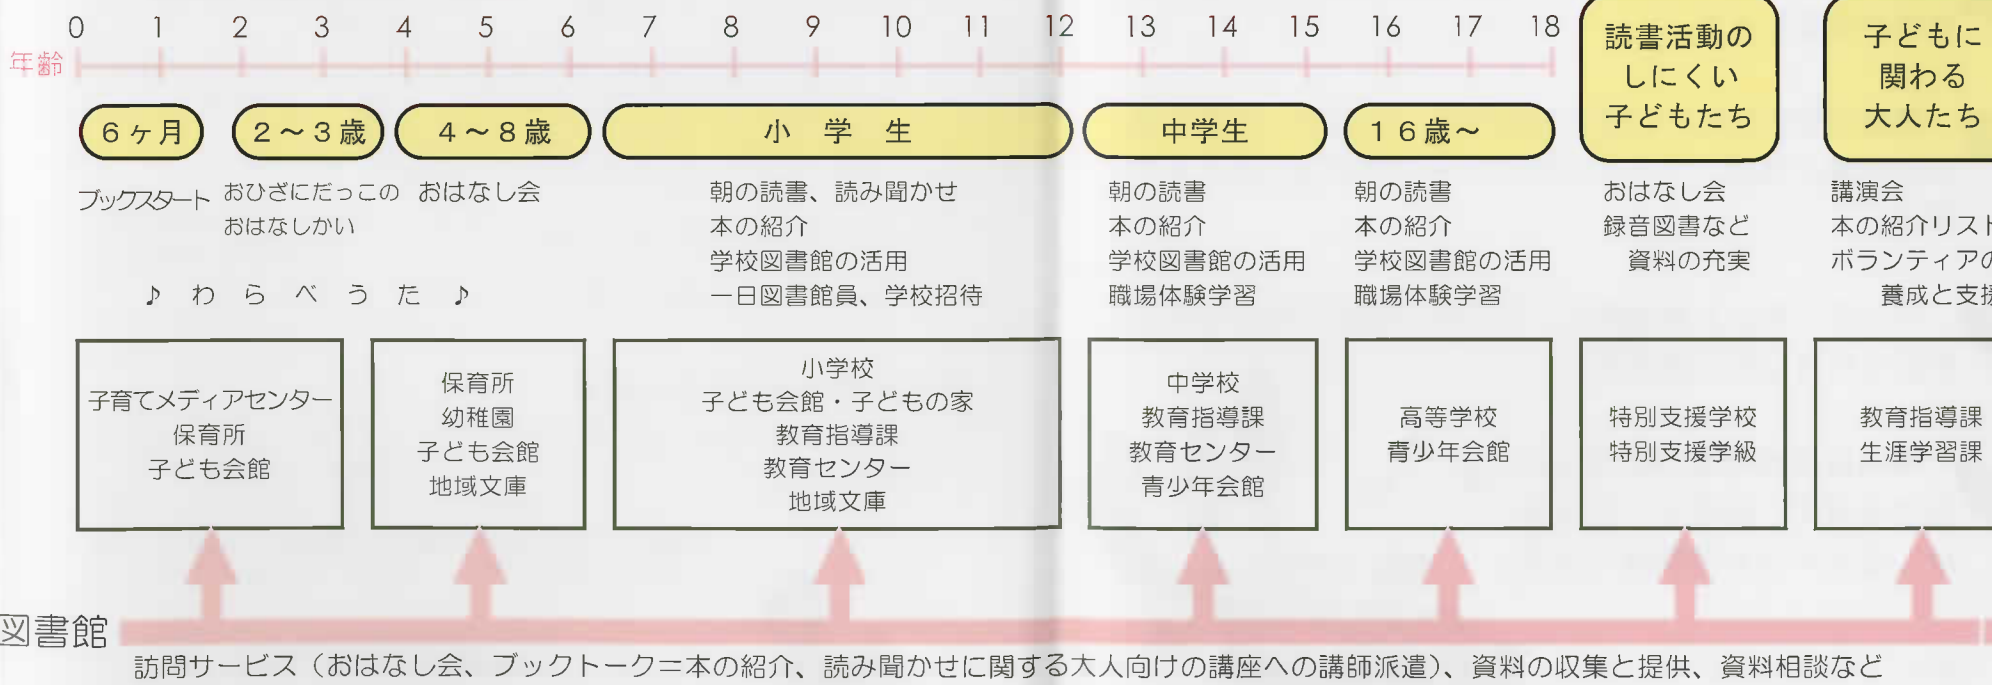 0 1 2 3 4 5 6 7 8 9 10 11 12 13 14 15 16 17 18
年齢
6ヶ月
2～3歳
4～8歳
小 学 生
中学生
16歳～
読書活動の
しにくい
子どもたち
子どもに
関わる
大人たち
ブックスタート
おひざにだっこの
おはなしかい
おはなし会
♪ わ ら べ う た ♪
朝の読書、読み聞かせ
本の紹介
学校図書館の活用
一日図書館員、学校招待
朝の読書
本の紹介
学校図書館の活用
職場体験学習
朝の読書
本の紹介
学校図書館の活用
職場体験学習
おはなし会
録音図書など
資料の充実
講演会
本の紹介リスト
ボランティアの
養成と支援
子育てメディアセンター
保育所
子ども会館
保育所
幼稚園
子ども会館
地域文庫
小学校
子ども会館・子どもの家
教育指導課
教育センター
地域文庫
中学校
教育指導課
教育センター
青少年会館
高等学校
青少年会館
特別支援学校
特別支援学級
教育指導課
生涯学習課
図書館
訪問サービス（おはなし会、ブックトーク＝本の紹介、読み聞かせに関する大人向けの講座への講師派遣）、資料の収集と提供、資料相談など